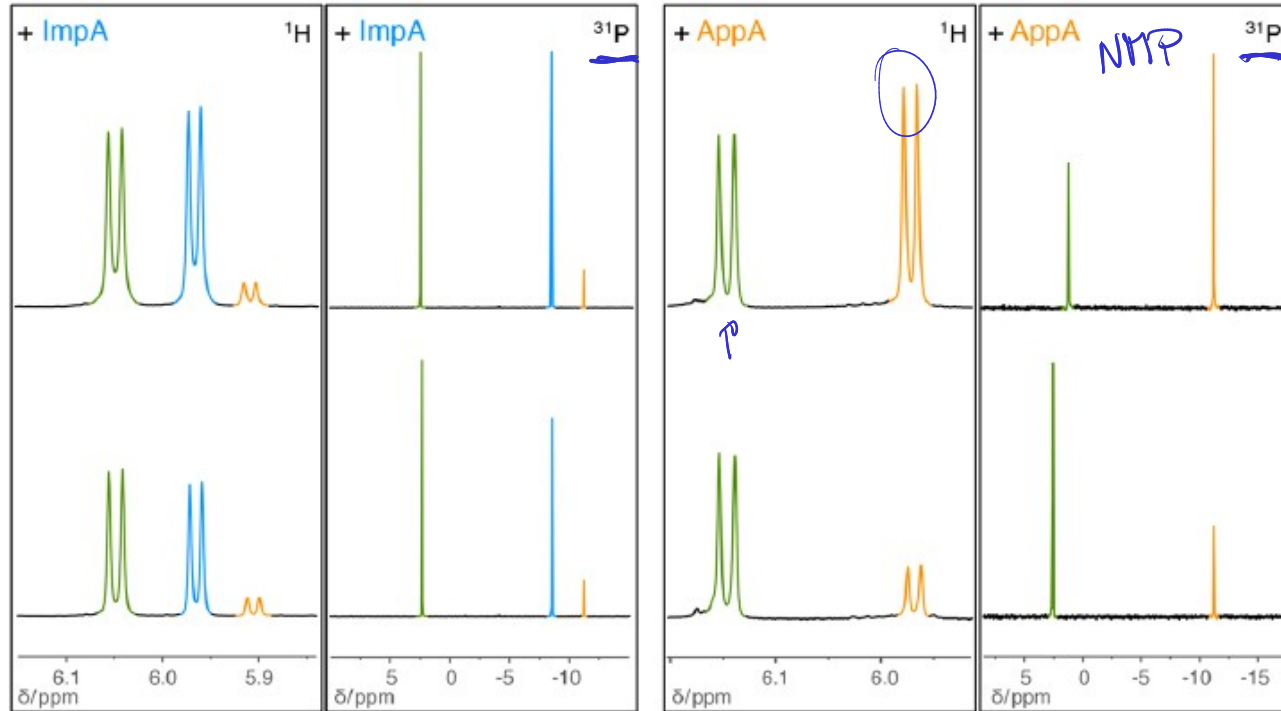 + ImpA ¹H
+ ImpA ³¹P
+ AppA ¹H
+ AppA NMP ³¹P
6.1 6.0 5.9
δ/ppm
5 0 -5 -10
δ/ppm
6.1 6.0
δ/ppm
5 0 -5 -10 -15
δ/ppm